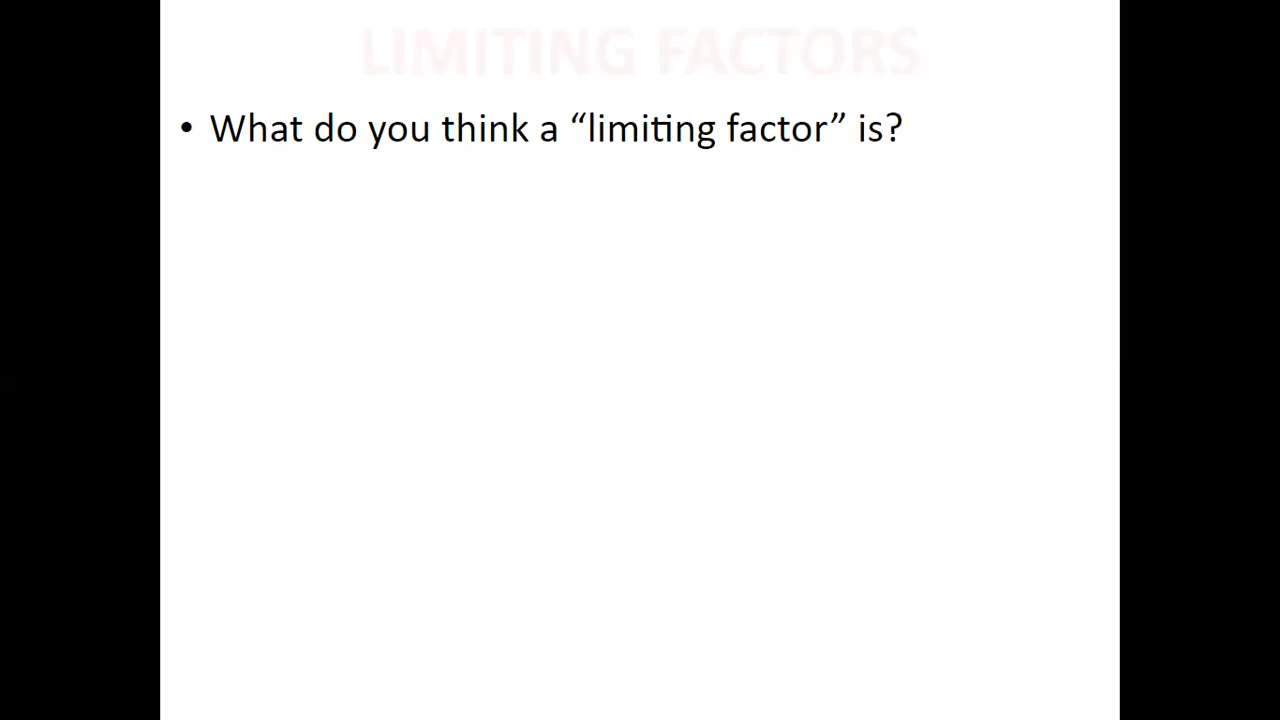 LIMITING FACTORS
• What do you think a “limiting factor” is?